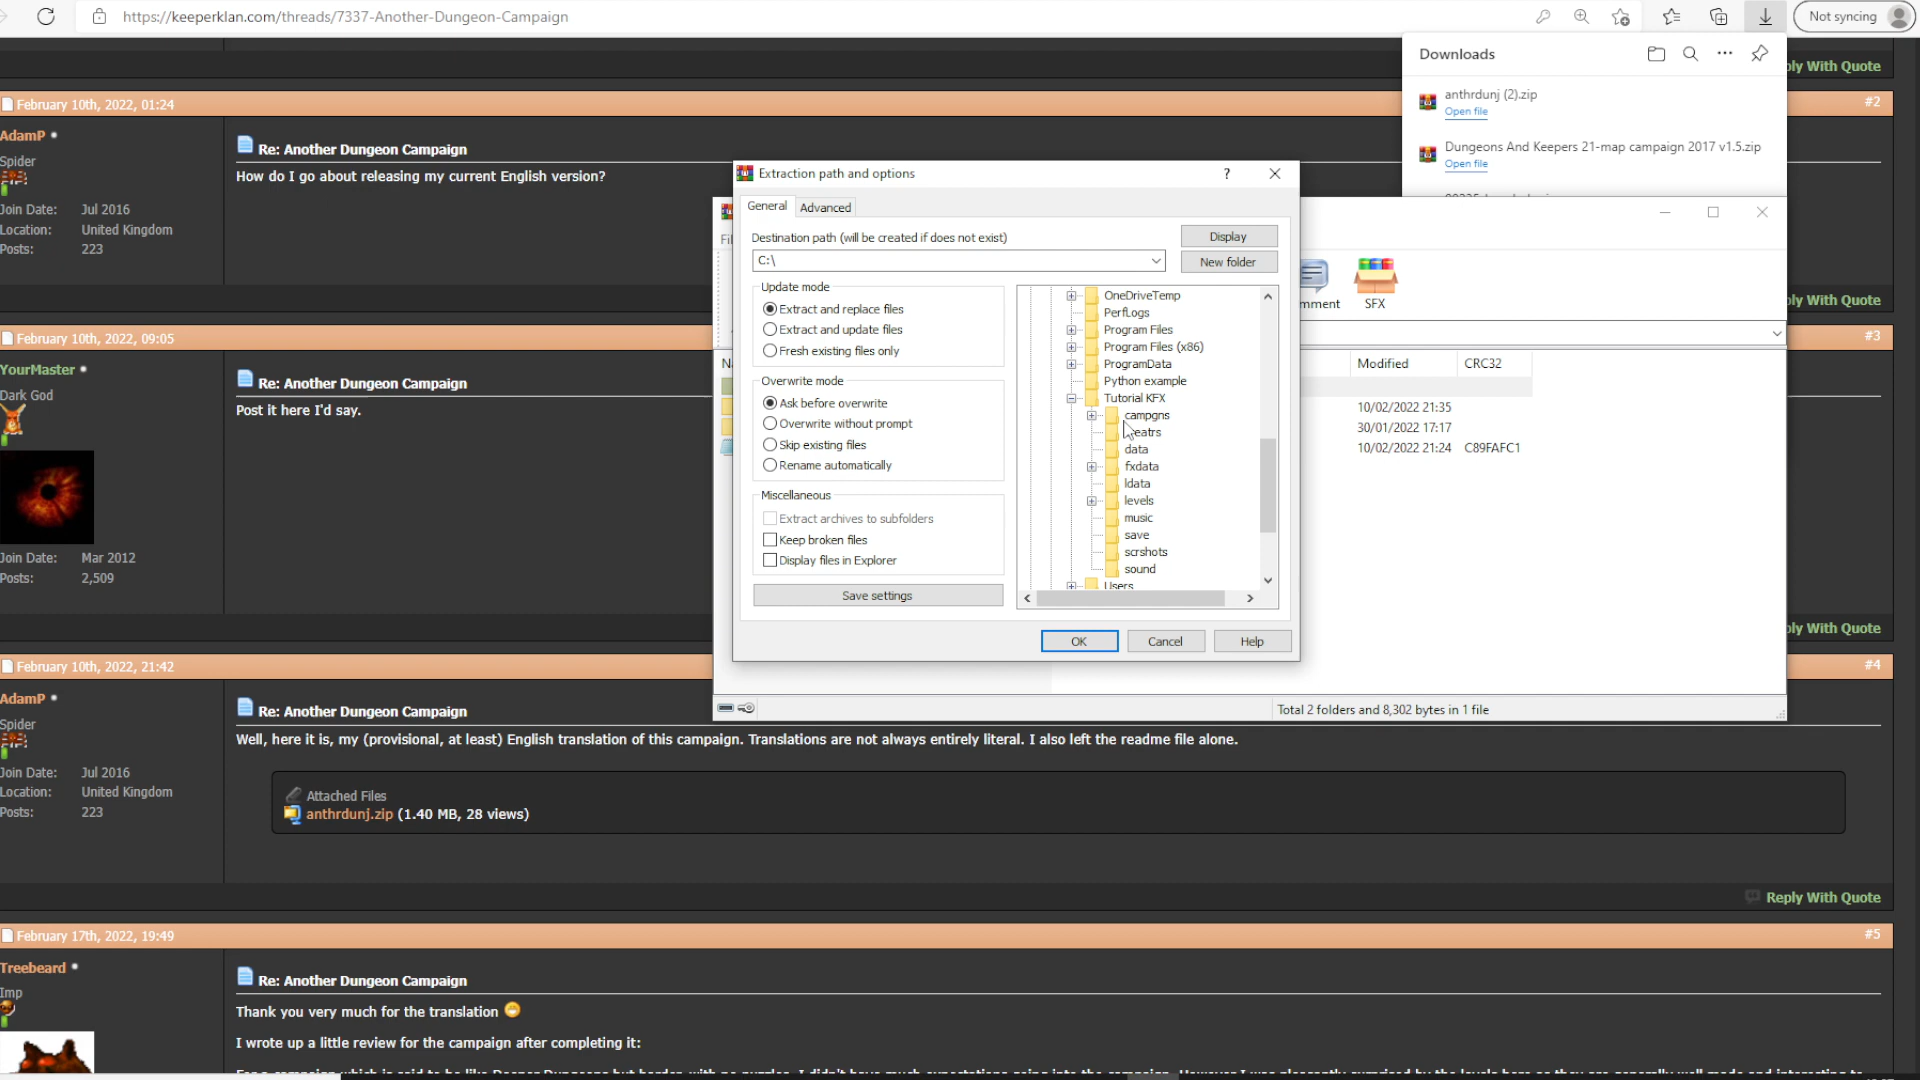 https://keeperklan.com/threads/7337-Another-Dungeon-Campaign
Not syncing
Downloads
anthrdunj (2).zip
Open file
Dungeons And Keepers 21-map campaign 2017 v1.5.zip
Open file
ply With Quote
February 10th, 2022, 01:24
#2
AdamP
Spider
Join Date: Jul 2016
Location: United Kingdom
Posts: 223
Re: Another Dungeon Campaign
How do I go about releasing my current English version?
ply With Quote
February 10th, 2022, 09:05
#3
YourMaster
Dark God
Join Date: Mar 2012
Posts: 2,509
Re: Another Dungeon Campaign
Post it here I'd say.
ply With Quote
Extraction path and options
General
Advanced
Destination path (will be created if does not exist)
C:\
Display
New folder
Update mode
Extract and replace files
Extract and update files
Fresh existing files only
Overwrite mode
Ask before overwrite
Overwrite without prompt
Skip existing files
Rename automatically
Miscellaneous
Extract archives to subfolders
Keep broken files
Display files in Explorer
Save settings
OneDriveTemp
PerfLogs
Program Files
Program Files (x86)
ProgramData
Python example
Tutorial KFX
campgns
eatrs
data
fxdata
ldata
levels
music
save
scrshots
sound
Users
OK
Cancel
Help
Fil
mment
SFX
Na
Modified
CRC32
10/02/2022 21:35
30/01/2022 17:17
10/02/2022 21:24 C89FAFC1
Total 2 folders and 8,302 bytes in 1 file
February 10th, 2022, 21:42
#4
AdamP
Spider
Join Date: Jul 2016
Location: United Kingdom
Posts: 223
Re: Another Dungeon Campaign
Well, here it is, my (provisional, at least) English translation of this campaign. Translations are not always entirely literal. I also left the readme file alone.
Attached Files
anthrdunj.zip (1.40 MB, 28 views)
Reply With Quote
February 17th, 2022, 19:49
#5
Treebeard
Imp
Re: Another Dungeon Campaign
Thank you very much for the translation
I wrote up a little review for the campaign after completing it: